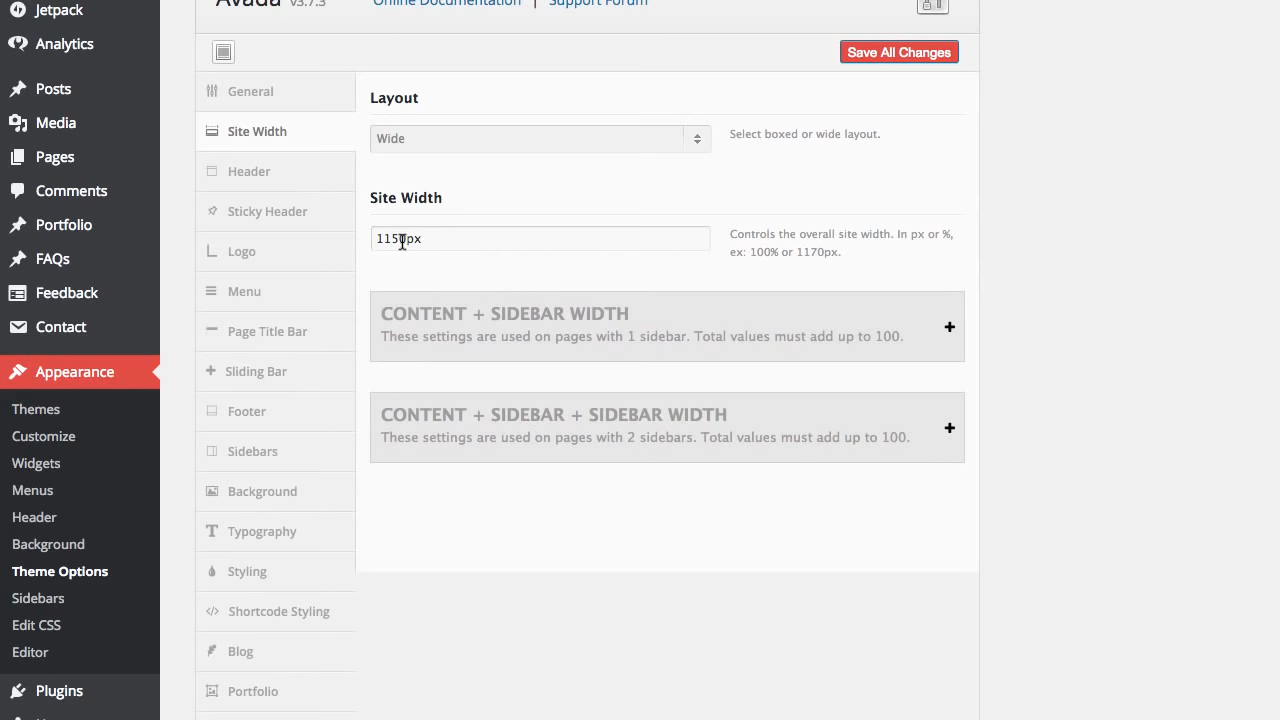 Jetpack
Analytics
Posts
Media
Pages
Comments
Portfolio
FAQs
Feedback
Contact
Appearance
Themes
Customize
Widgets
Menus
Header
Background
Theme Options
Sidebars
Edit CSS
Editor
Plugins
Avada v3.7.3
Online Documentation | Support Forum
Save All Changes
General
Site Width
Header
Sticky Header
Logo
Menu
Page Title Bar
Sliding Bar
Footer
Sidebars
Background
Typography
Styling
Shortcode Styling
Blog
Portfolio
Layout
Wide
Select boxed or wide layout.
Site Width
1150px
Controls the overall site width. In px or %,
ex: 100% or 1170px.
CONTENT + SIDEBAR WIDTH
These settings are used on pages with 1 sidebar. Total values must add up to 100.
CONTENT + SIDEBAR + SIDEBAR WIDTH
These settings are used on pages with 2 sidebars. Total values must add up to 100.